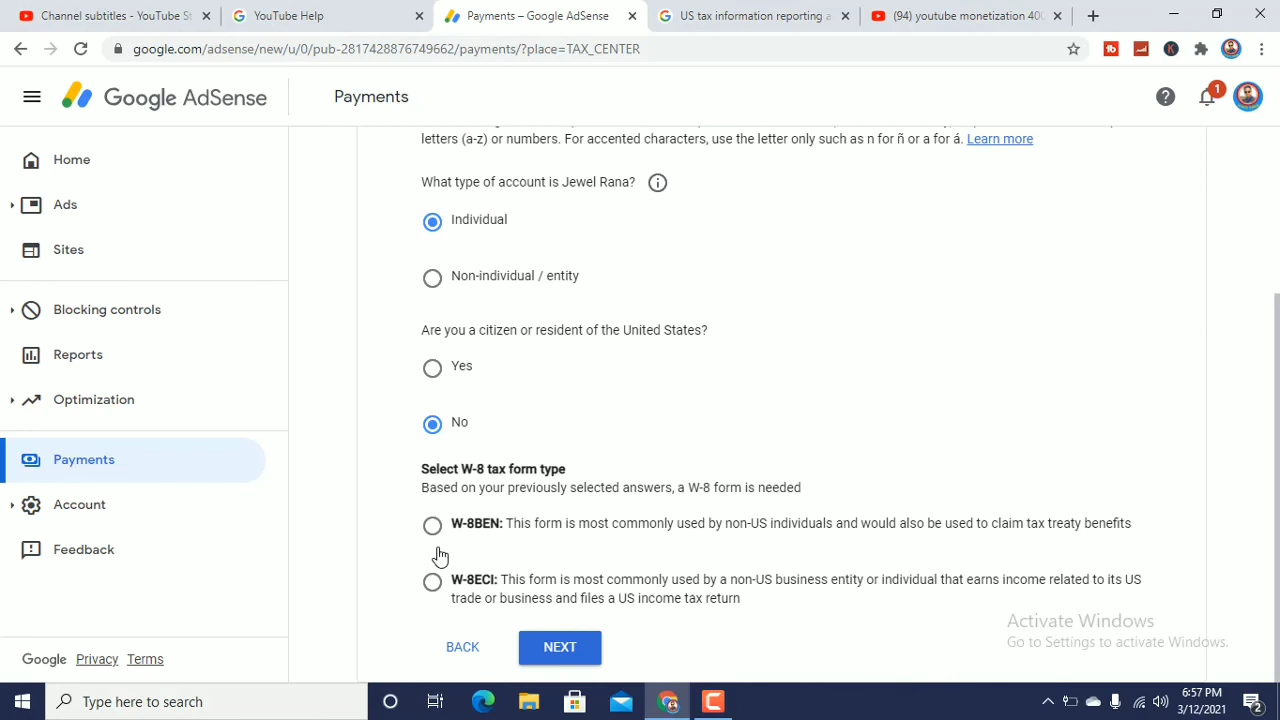 Channel subtitles - YouTube S
YouTube Help
Payments – Google AdSense
US tax information reporting a
(94) youtube monetization 400
google.com/adsense/new/u/0/pub-2817428876749662/payments/?place=TAX_CENTER
Google AdSense
Payments
1
letters (a-z) or numbers. For accented characters, use the letter only such as n for ñ or a for á. Learn more
Home
What type of account is Jewel Rana?
Ads
Individual
Sites
Non-individual / entity
Blocking controls
Are you a citizen or resident of the United States?
Reports
Yes
Optimization
No
Payments
Select W-8 tax form type
Based on your previously selected answers, a W-8 form is needed
Account
W-8BEN: This form is most commonly used by non-US individuals and would also be used to claim tax treaty benefits
Feedback
W-8ECI: This form is most commonly used by a non-US business entity or individual that earns income related to its US
trade or business and files a US income tax return
Activate Windows
Go to Settings to activate Windows.
BACK
NEXT
Google Privacy Terms
Type here to search
6:57 PM
3/12/2021
2